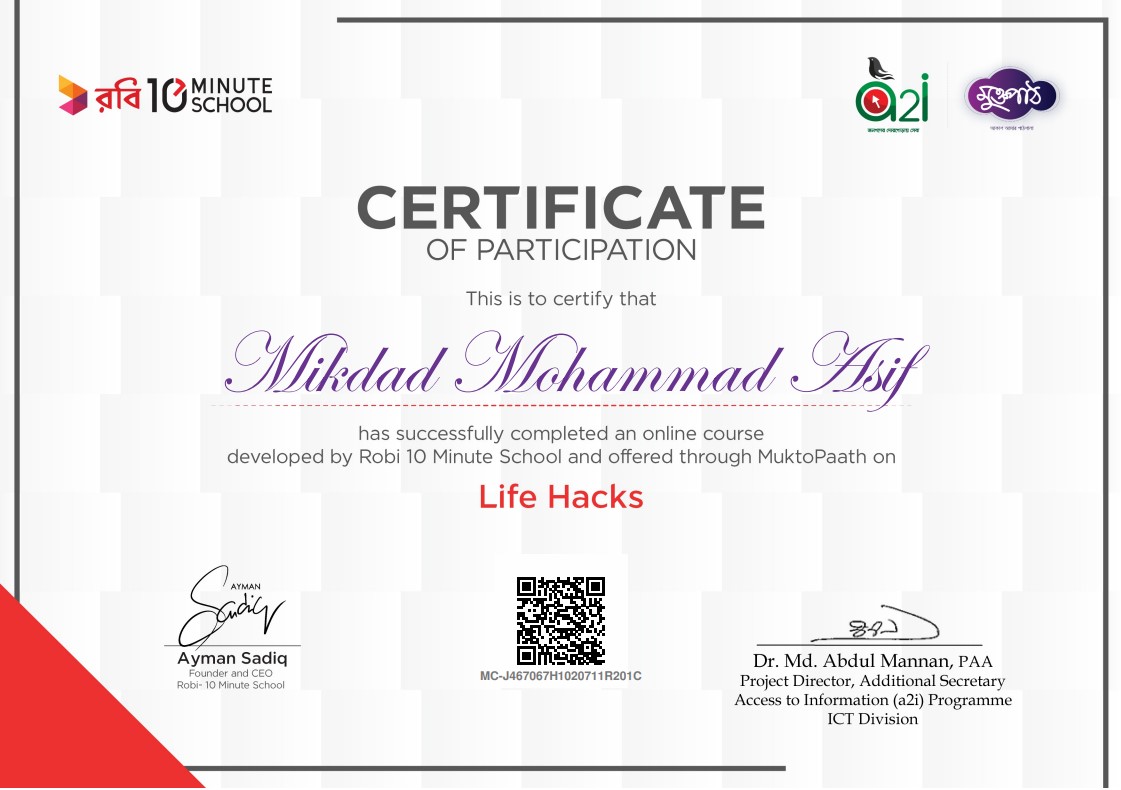 রবি 10 MINUTE
SCHOOL
a2i
জনগণের দোরগোড়ায় সেবা
মুক্তপাঠ
CERTIFICATE
OF PARTICIPATION
This is to certify that
Mikdad Mohammad Asif
has successfully completed an online course
developed by Robi 10 Minute School and offered through MuktoPaath on
Life Hacks
AYMAN
Sadiq
Ayman Sadiq
Founder and CEO
Robi- 10 Minute School
MC-J467067H1020711R201C
Dr. Md. Abdul Mannan, PAA
Project Director, Additional Secretary
Access to Information (a2i) Programme
ICT Division